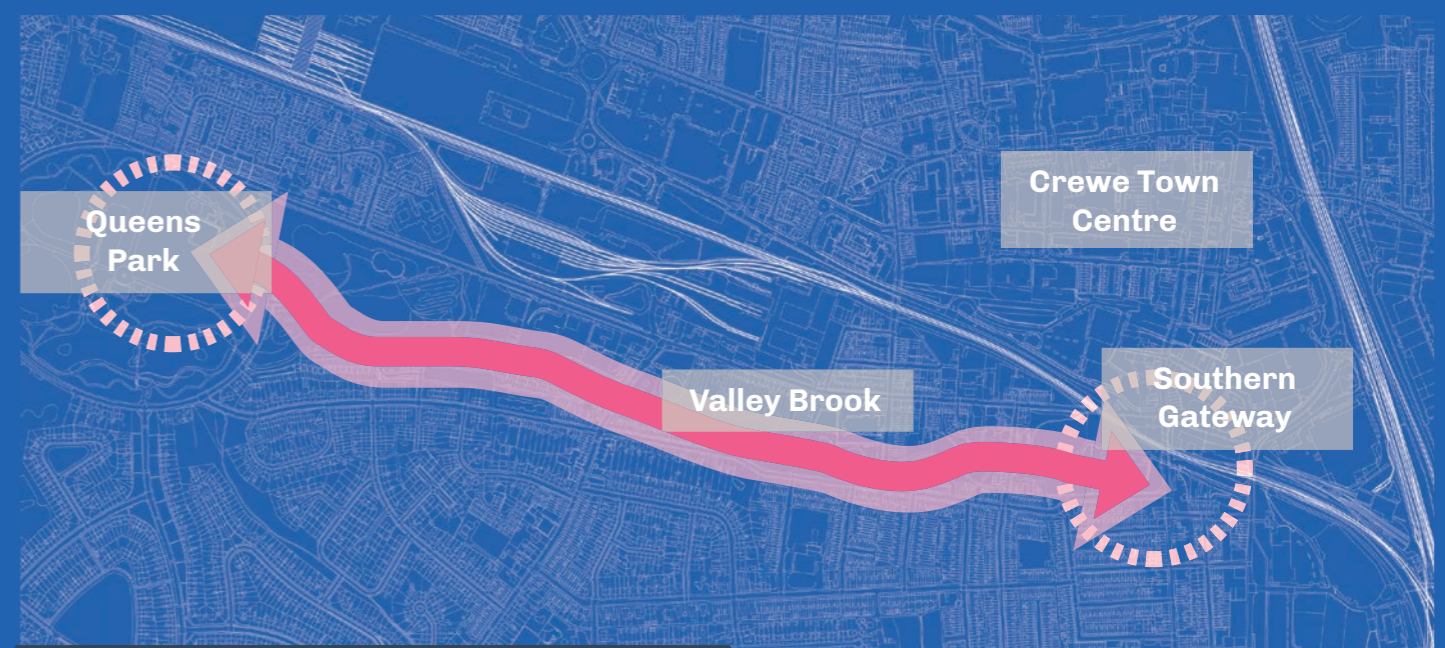 Crewe Town
Centre
Queens
Park
Southern
Gateway
Valley Brook